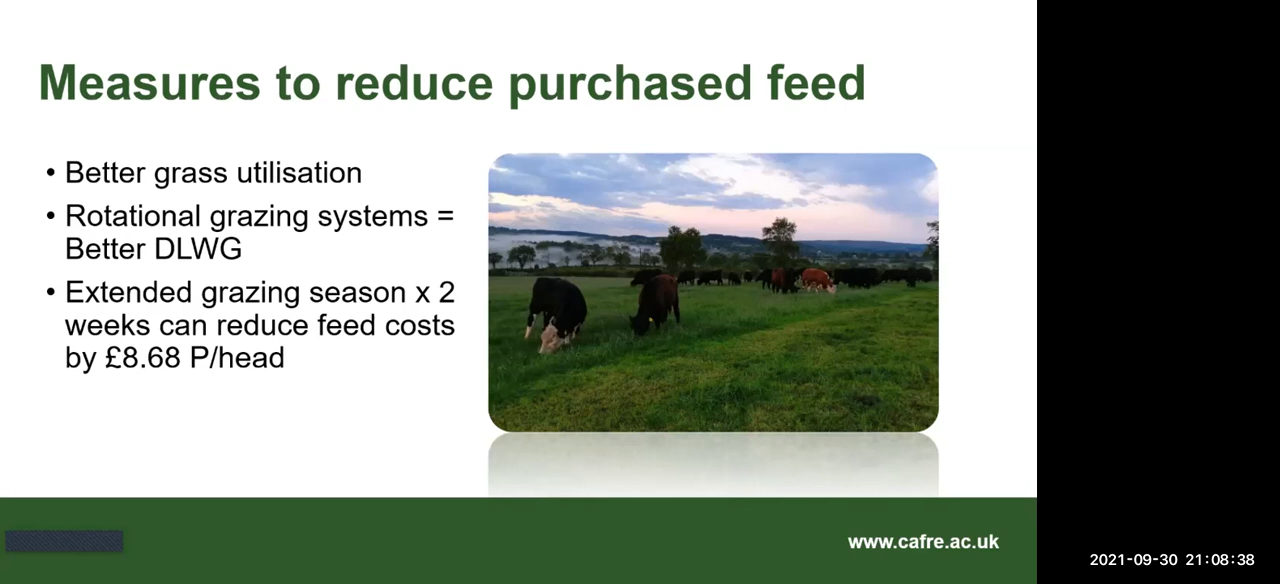 Measures to reduce purchased feed
• Better grass utilisation
• Rotational grazing systems =
Better DLWG
• Extended grazing season x 2
weeks can reduce feed costs
by £8.68 P/head
www.cafre.ac.uk
2021-09-30 21:08:38